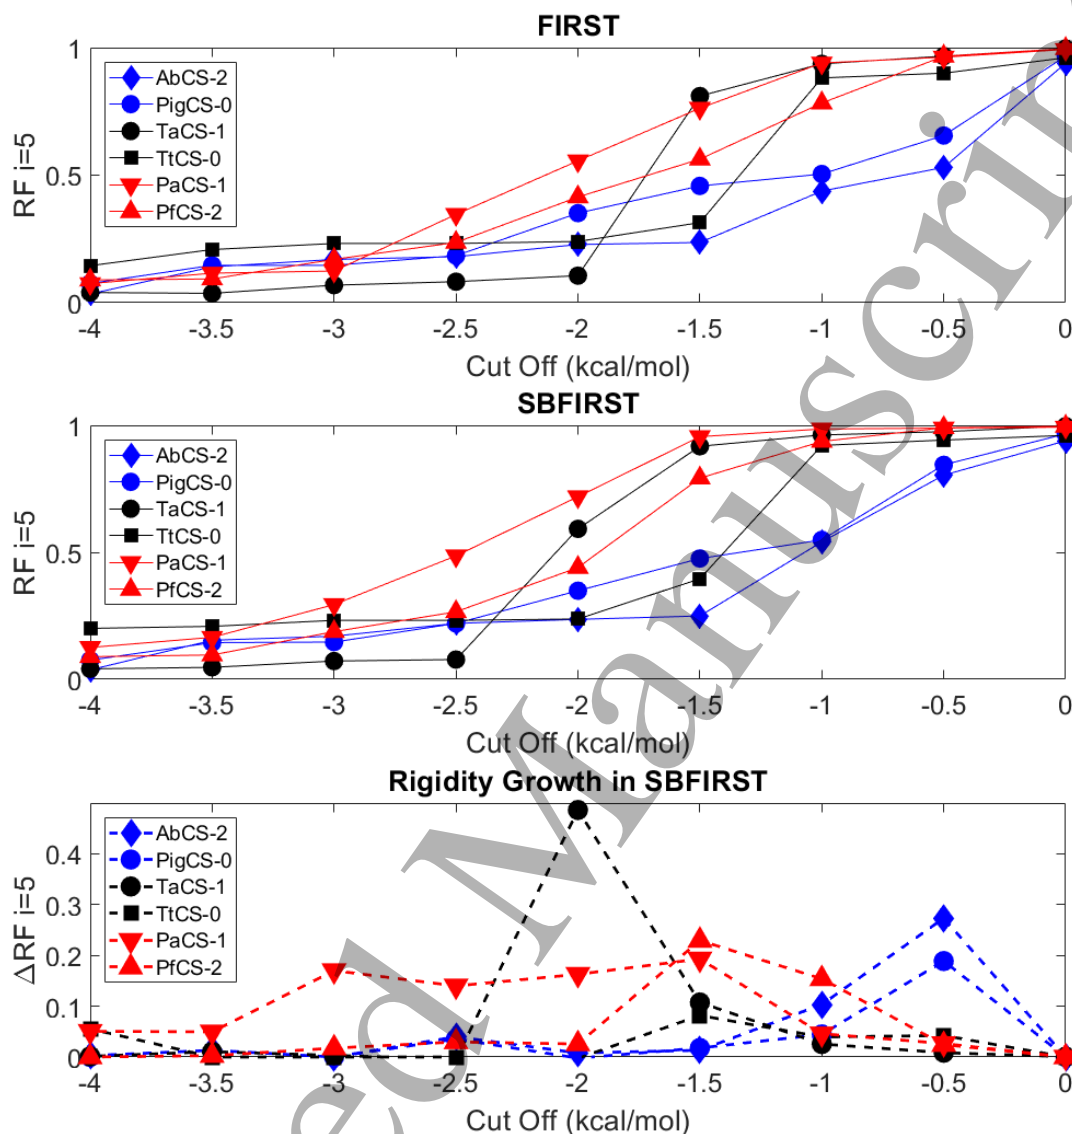 FIRST
1
0.5
0
RF i=5
AbCS-2
PigCS-0
TaCS-1
TtCS-0
PaCS-1
PfCS-2
-4 -3.5 -3 -2.5 -2 -1.5 -1 -0.5 0
Cut Off (kcal/mol)
SBFIRST
1
0.5
0
RF i=5
AbCS-2
PigCS-0
TaCS-1
TtCS-0
PaCS-1
PfCS-2
-4 -3.5 -3 -2.5 -2 -1.5 -1 -0.5 0
Cut Off (kcal/mol)
Rigidity Growth in SBFIRST
0.4
0.3
0.2
0.1
0
ΔRF i=5
AbCS-2
PigCS-0
TaCS-1
TtCS-0
PaCS-1
PfCS-2
-4 -3.5 -3 -2.5 -2 -1.5 -1 -0.5 0
Cut Off (kcal/mol)
ed Manuscrip